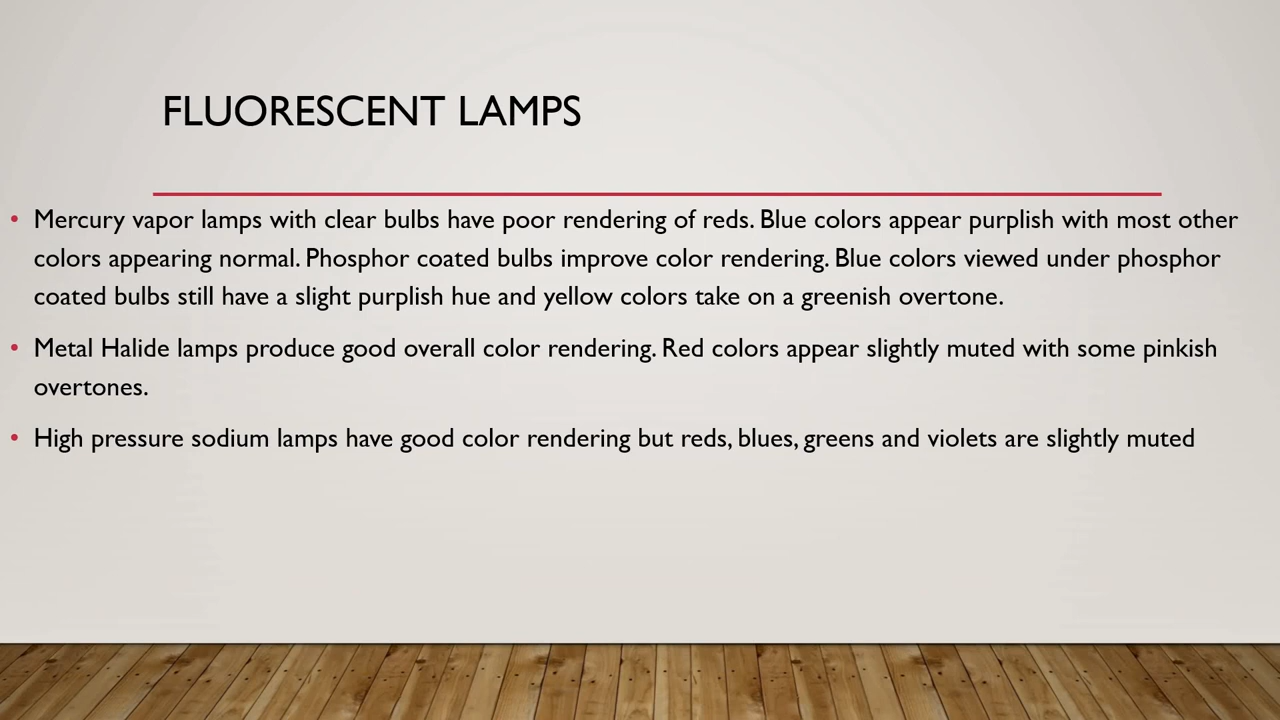 FLUORESCENT LAMPS
• Mercury vapor lamps with clear bulbs have poor rendering of reds. Blue colors appear purplish with most other
colors appearing normal. Phosphor coated bulbs improve color rendering. Blue colors viewed under phosphor
coated bulbs still have a slight purplish hue and yellow colors take on a greenish overtone.
• Metal Halide lamps produce good overall color rendering. Red colors appear slightly muted with some pinkish
overtones.
• High pressure sodium lamps have good color rendering but reds, blues, greens and violets are slightly muted